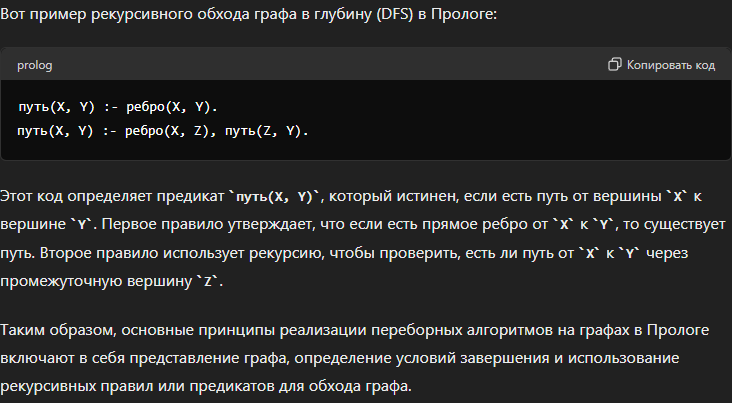 Вот пример рекурсивного обхода графа в глубину (DFS) в Прологе:
prolog
Копировать код
путь(X, Y) :- ребро(X, Y).
путь(X, Y) :- ребро(X, Z), путь(Z, Y).
Этот код определяет предикат `путь(X, Y)`, который истинен, если есть путь от вершины `X` к
вершине `Y`. Первое правило утверждает, что если есть прямое ребро от `X` к `Y`, то существует
путь. Второе правило использует рекурсию, чтобы проверить, есть ли путь от `X` к `Y` через
промежуточную вершину `Z`.
Таким образом, основные принципы реализации переборных алгоритмов на графах в Прологе
включают в себя представление графа, определение условий завершения и использование
рекурсивных правил или предикатов для обхода графа.